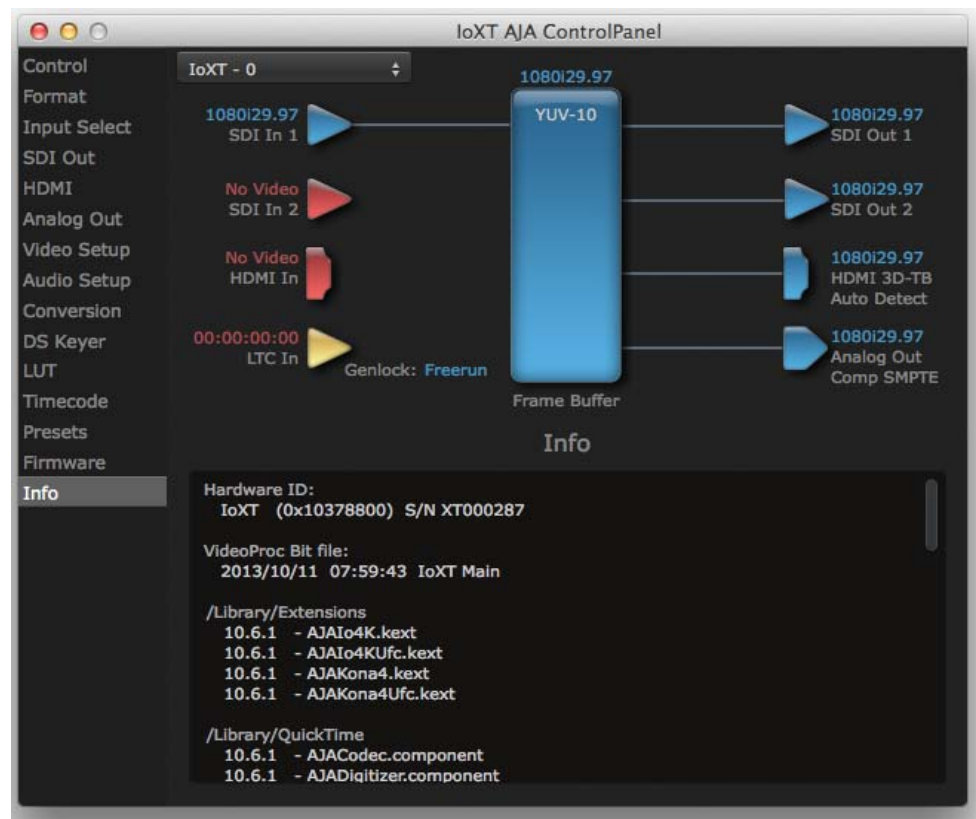 IoXT AJA ControlPanel
Control
Format
Input Select
SDI Out
HDMI
Analog Out
Video Setup
Audio Setup
Conversion
DS Keyer
LUT
Timecode
Presets
Firmware
Info
IoXT - 0
1080i29.97
SDI In 1
No Video
SDI In 2
No Video
HDMI In
00:00:00:00
LTC In
Genlock: Freerun
1080i29.97
YUV-10
Frame Buffer
1080i29.97
SDI Out 1
1080i29.97
SDI Out 2
1080i29.97
HDMI 3D-TB
Auto Detect
1080i29.97
Analog Out
Comp SMPTE
Info
Hardware ID:
IoXT (0x10378800) S/N XT000287
VideoProc Bit file:
2013/10/11 07:59:43 IoXT Main
/Library/Extensions
10.6.1 - AJAIo4K.kext
10.6.1 - AJAIo4KUfc.kext
10.6.1 - AJAKona4.kext
10.6.1 - AJAKona4Ufc.kext
/Library/QuickTime
10.6.1 - AJACodec.component
10.6.1 - AJADigitizer.component